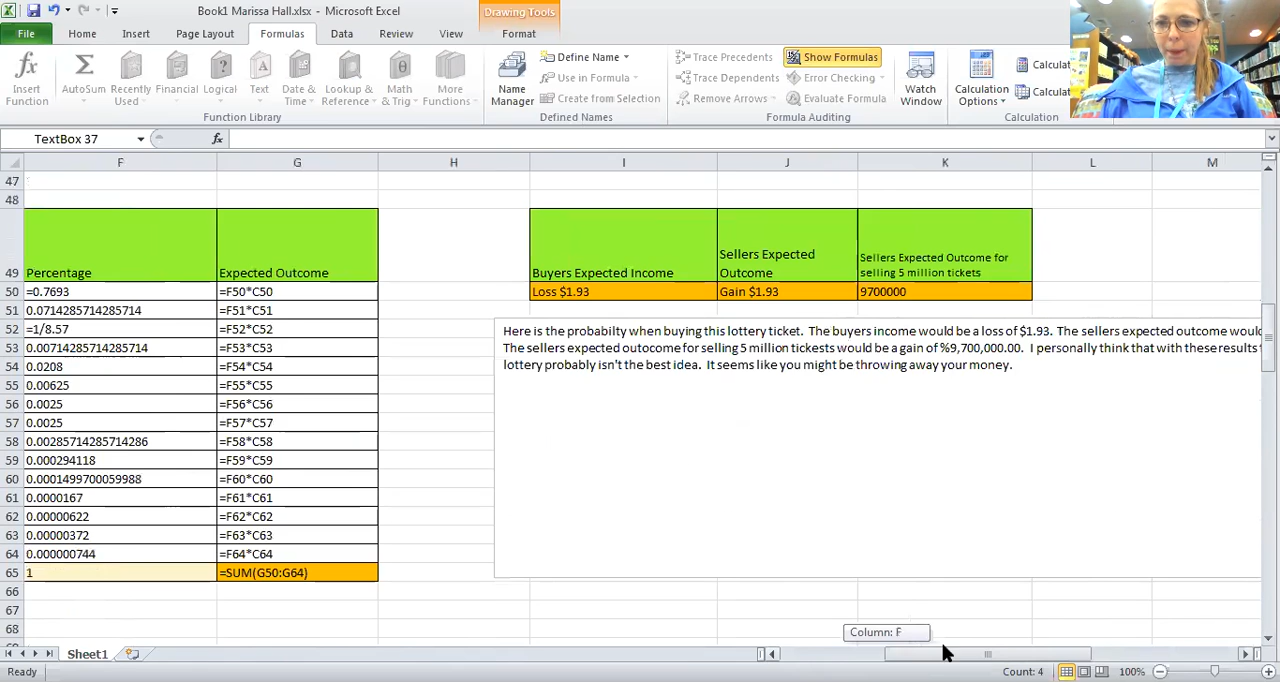 Book1 Marissa Hall.xlsx - Microsoft Excel
Drawing Tools
File Home Insert Page Layout Formulas Data Review View Format
Insert Function
AutoSum
Recently Used
Financial
Logical
Text
Date & Time
Lookup & Reference
Math & Trig
More Functions
Function Library
Name Manager
Define Name
Use in Formula
Create from Selection
Defined Names
Trace Precedents
Trace Dependents
Remove Arrows
Show Formulas
Error Checking
Evaluate Formula
Formula Auditing
Watch Window
Calculation Options
Calculat
Calculat
Calculation
TextBox 37 fx
F G H I J K L M
47
48
49 Percentage Expected Outcome Buyers Expected Income Sellers Expected Outcome Sellers Expected Outcome for selling 5 million tickets
50 =0.7693 =F50*C50 Loss $1.93 Gain $1.93 9700000
51 0.0714285714285714 =F51*C51
52 =1/8.57 =F52*C52
53 0.00714285714285714 =F53*C53
54 0.0208 =F54*C54
55 0.00625 =F55*C55
56 0.0025 =F56*C56
57 0.0025 =F57*C57
58 0.00285714285714286 =F58*C58
59 0.000294118 =F59*C59
60 0.0001499700059988 =F60*C60
61 0.0000167 =F61*C61
62 0.00000622 =F62*C62
63 0.00000372 =F63*C63
64 0.000000744 =F64*C64
65 1 =SUM(G50:G64)
66
67
68
Here is the probabilty when buying this lottery ticket. The buyers income would be a loss of $1.93. The sellers expected outcome would
The sellers expected outocome for selling 5 million tickests would be a gain of %9,700,000.00. I personally think that with these results
lottery probably isn't the best idea. It seems like you might be throwing away your money.
Column: F
Sheet1
Ready Count: 4 100%